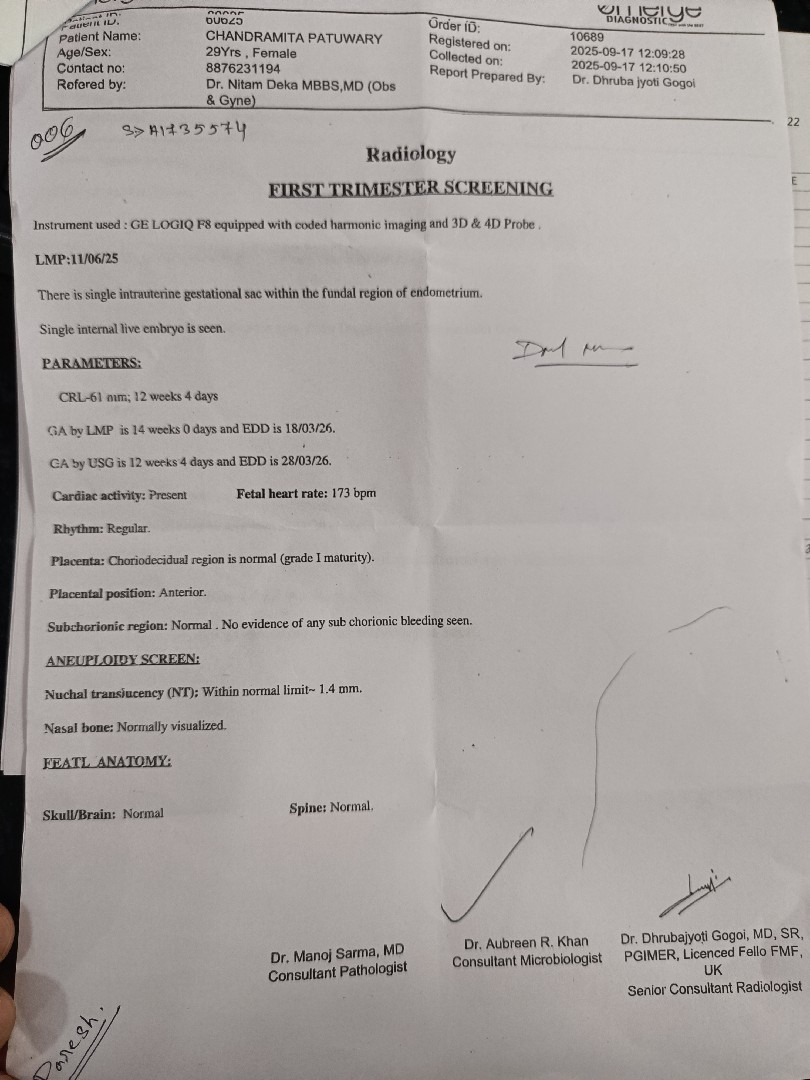 Patient ID:
Patient Name: CHANDRAMITA PATUWARY
Age/Sex: 29Yrs , Female
Contact no: 8876231194
Refered by: Dr. Nitam Deka MBBS,MD (Obs
& Gyne)
DIAGNOSTIC
Order ID: 10689
Registered on: 2025-09-17 12:09:28
Collected on: 2025-09-17 12:10:50
Report Prepared By: Dr. Dhruba jyoti Gogoi
22
006
A1735574
Radiology
E
FIRST TRIMESTER SCREENING
Instrument used : GE LOGIQ F8 equipped with coded harmonic imaging and 3D & 4D Probe .
LMP:11/06/25
There is single intrauterine gestational sac within the fundal region of endometrium.
Single internal live embryo is seen.
PARAMETERS:
CRL-61 mm; 12 weeks 4 days
GA by LMP is 14 weeks 0 days and EDD is 18/03/26.
GA by USG is 12 weeks 4 days and EDD is 28/03/26.
Cardiac activity: Present Fetal heart rate: 173 bpm
Rhythm: Regular.
Placenta: Choriodecidual region is normal (grade I maturity).
Placental position: Anterior.
Subchorionic region: Normal . No evidence of any sub chorionic bleeding seen.
ANEUPLOIDY SCREEN:
Nuchal translucency (NT); Within normal limit~ 1.4 mm.
Nasal bone: Normally visualized.
FEATL ANATOMY:
Skull/Brain: Normal Spine: Normal.
Dr. Manoj Sarma, MD
Consultant Pathologist
Dr. Aubreen R. Khan
Consultant Microbiologist
Dr. Dhrubajyoti Gogoi, MD, SR,
PGIMER, Licenced Fello FMF,
UK
Senior Consultant Radiologist